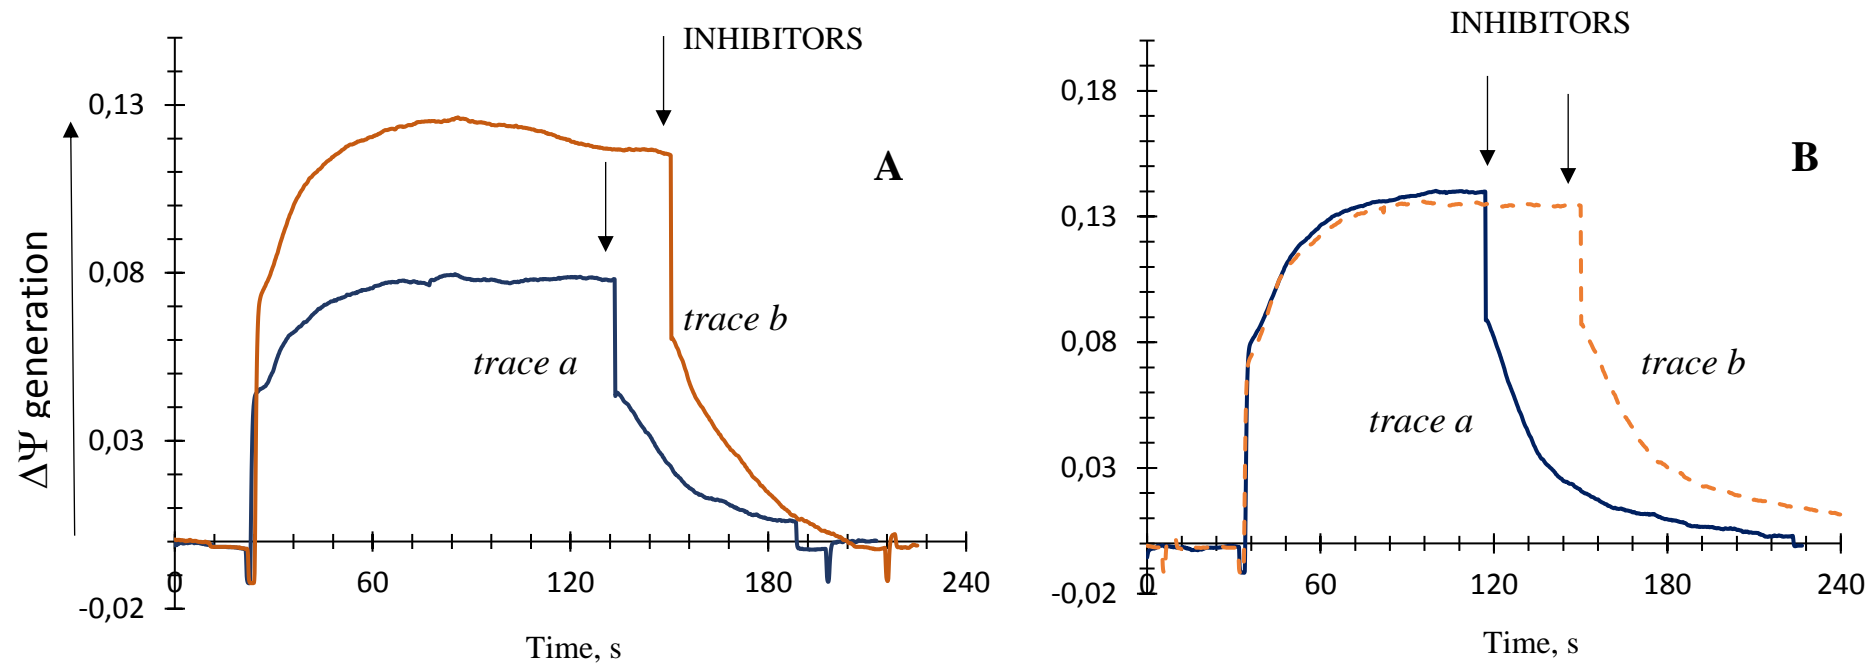 INHIBITORS
0,13
0,08
0,03
-0,02
0
60
120
180
240
ΔΨ generation
Time, s
A
trace a
trace b
INHIBITORS
0,18
0,13
0,08
0,03
-0,02
0
60
120
180
240
Time, s
B
trace a
trace b